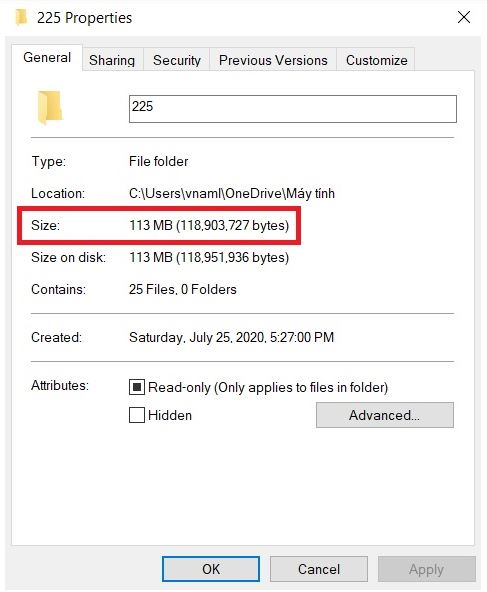 225 Properties
General Sharing Security Previous Versions Customize
225
Type: File folder
Location: C:\Users\vnaml\OneDrive\Máy tính
Size: 113 MB (118,903,727 bytes)
Size on disk: 113 MB (118,951,936 bytes)
Contains: 25 Files, 0 Folders
Created: Saturday, July 25, 2020, 5:27:00 PM
Attributes: Read-only (Only applies to files in folder)
Hidden Advanced...
OK Cancel Apply